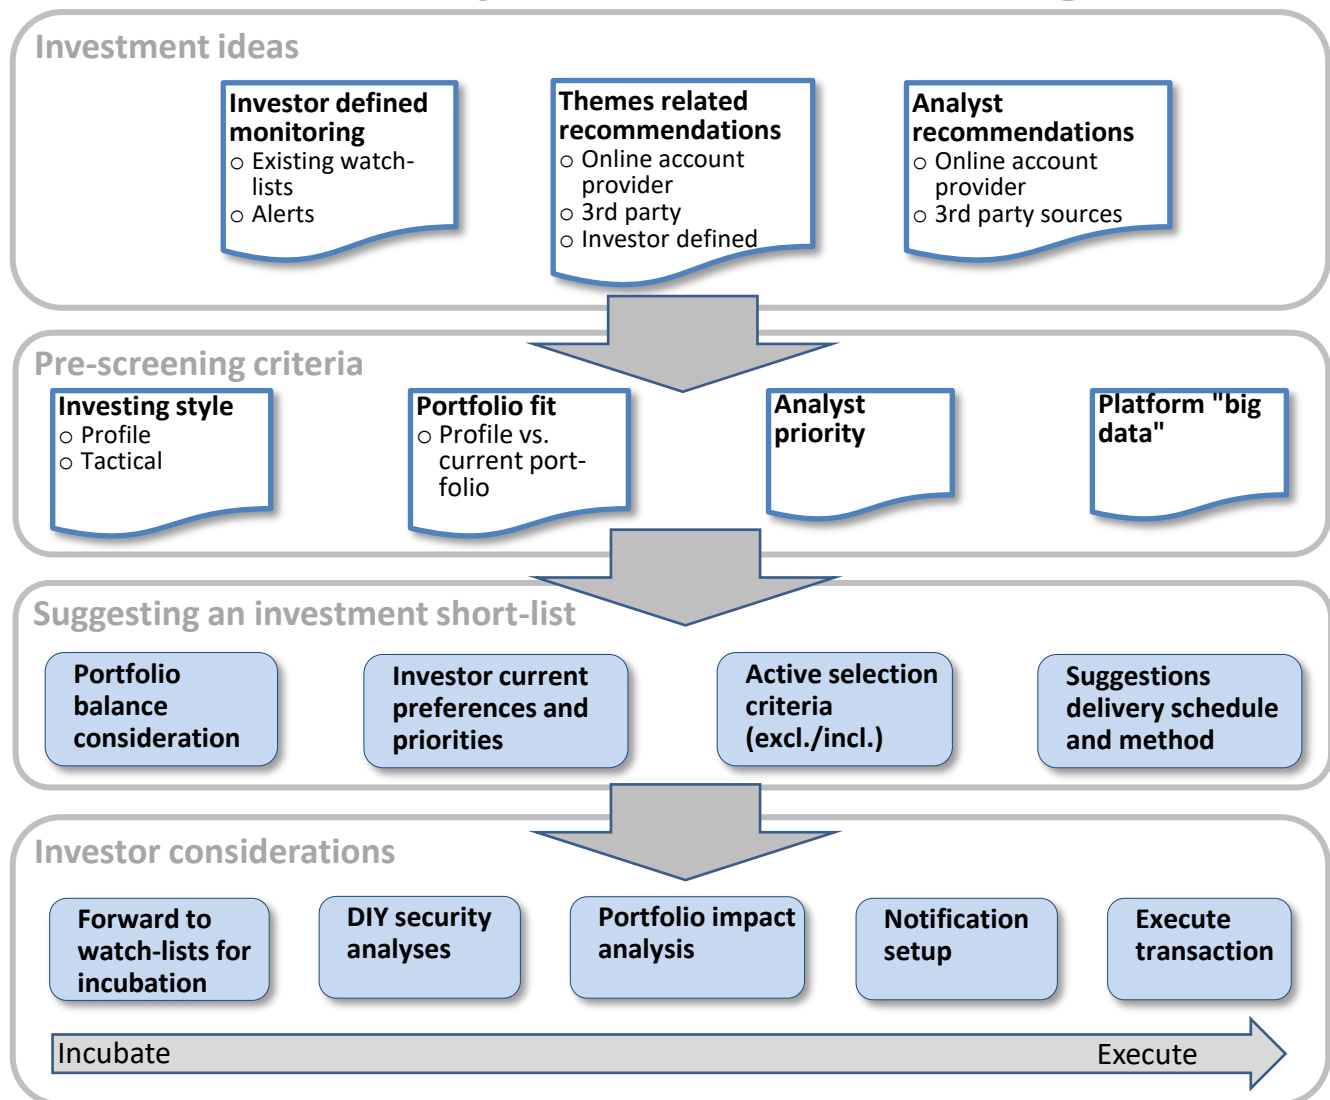 Investment ideas
Investor defined
monitoring
o Existing watch-
lists
o Alerts
Themes related
recommendations
o Online account
provider
o 3rd party
o Investor defined
Analyst
recommendations
o Online account
provider
o 3rd party sources
Pre-screening criteria
Investing style
o Profile
o Tactical
Portfolio fit
o Profile vs.
current port-
folio
Analyst
priority
Platform "big
data"
Suggesting an investment short-list
Portfolio
balance
consideration
Investor current
preferences and
priorities
Active selection
criteria
(excl./incl.)
Suggestions
delivery schedule
and method
Investor considerations
Forward to
watch-lists for
incubation
DIY security
analyses
Portfolio impact
analysis
Notification
setup
Execute
transaction
Incubate
Execute